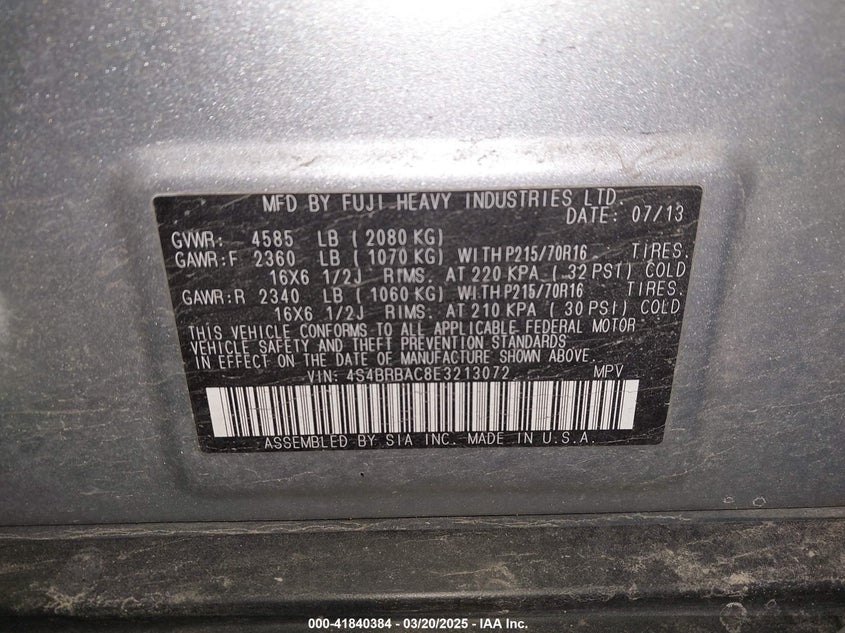 MFD BY FUJI HEAVY INDUSTRIES LTD.
DATE: 07/13
GVWR: 4585 LB ( 2080 KG)
GAWR:F 2360 LB ( 1070 KG) WITH P215/70R16 TIRES.
16X6 1/2J RIMS. AT 220 KPA ( 32 PSI) COLD
GAWR:R 2340 LB ( 1060 KG) WITH P215/70R16 TIRES.
16X6 1/2J RIMS. AT 210 KPA ( 30 PSI) COLD
THIS VEHICLE CONFORMS TO ALL APPLICABLE FEDERAL MOTOR
VEHICLE SAFETY AND THEFT PREVENTION STANDARDS
IN EFFECT ON THE DATE OF MANUFACTURE SHOWN ABOVE.
VIN: 4S4BRBAC8E3213072 MPV
ASSEMBLED BY SIA INC. MADE IN U.S.A.
000-41840384 — 03/20/2025 — IAA Inc.